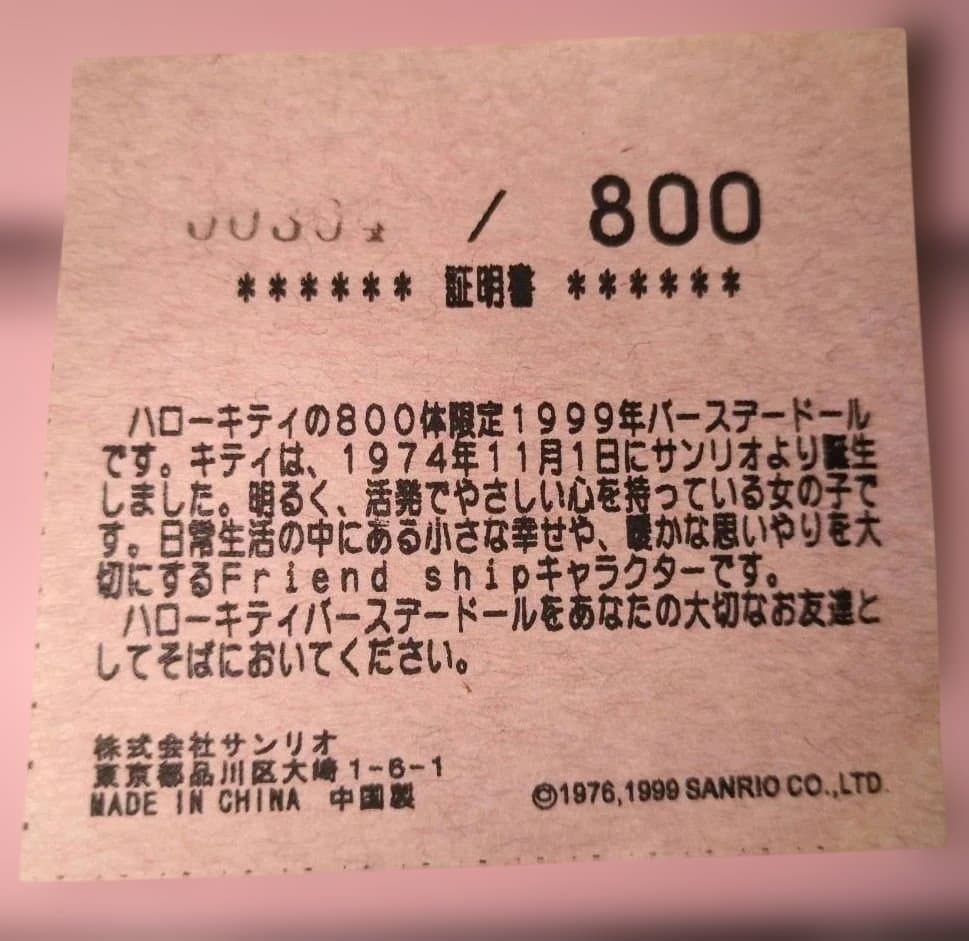 / 800
****** 証明書 ******
ハローキティの800体限定1999年バースデードール
です。キティは、1974年11月1日にサンリオより誕生
しました。明るく、活発でやさしい心を持っている女の子で
す。日常生活の中にある小さな幸せや、暖かな思いやりを大
切にするFriend shipキャラクターです。
ハローキティバースデードールをあなたの大切なお友達と
してそばにおいてください。
株式会社サンリオ
東京都品川区大崎1-6-1
MADE IN CHINA 中国製
©1976,1999 SANRIO CO.,LTD.